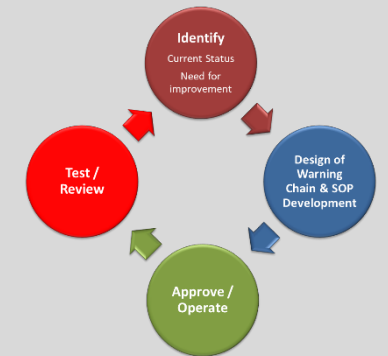 Identify
Current Status
Need for
improvement
Design of
Warning
Chain & SOP
Development
Approve /
Operate
Test /
Review